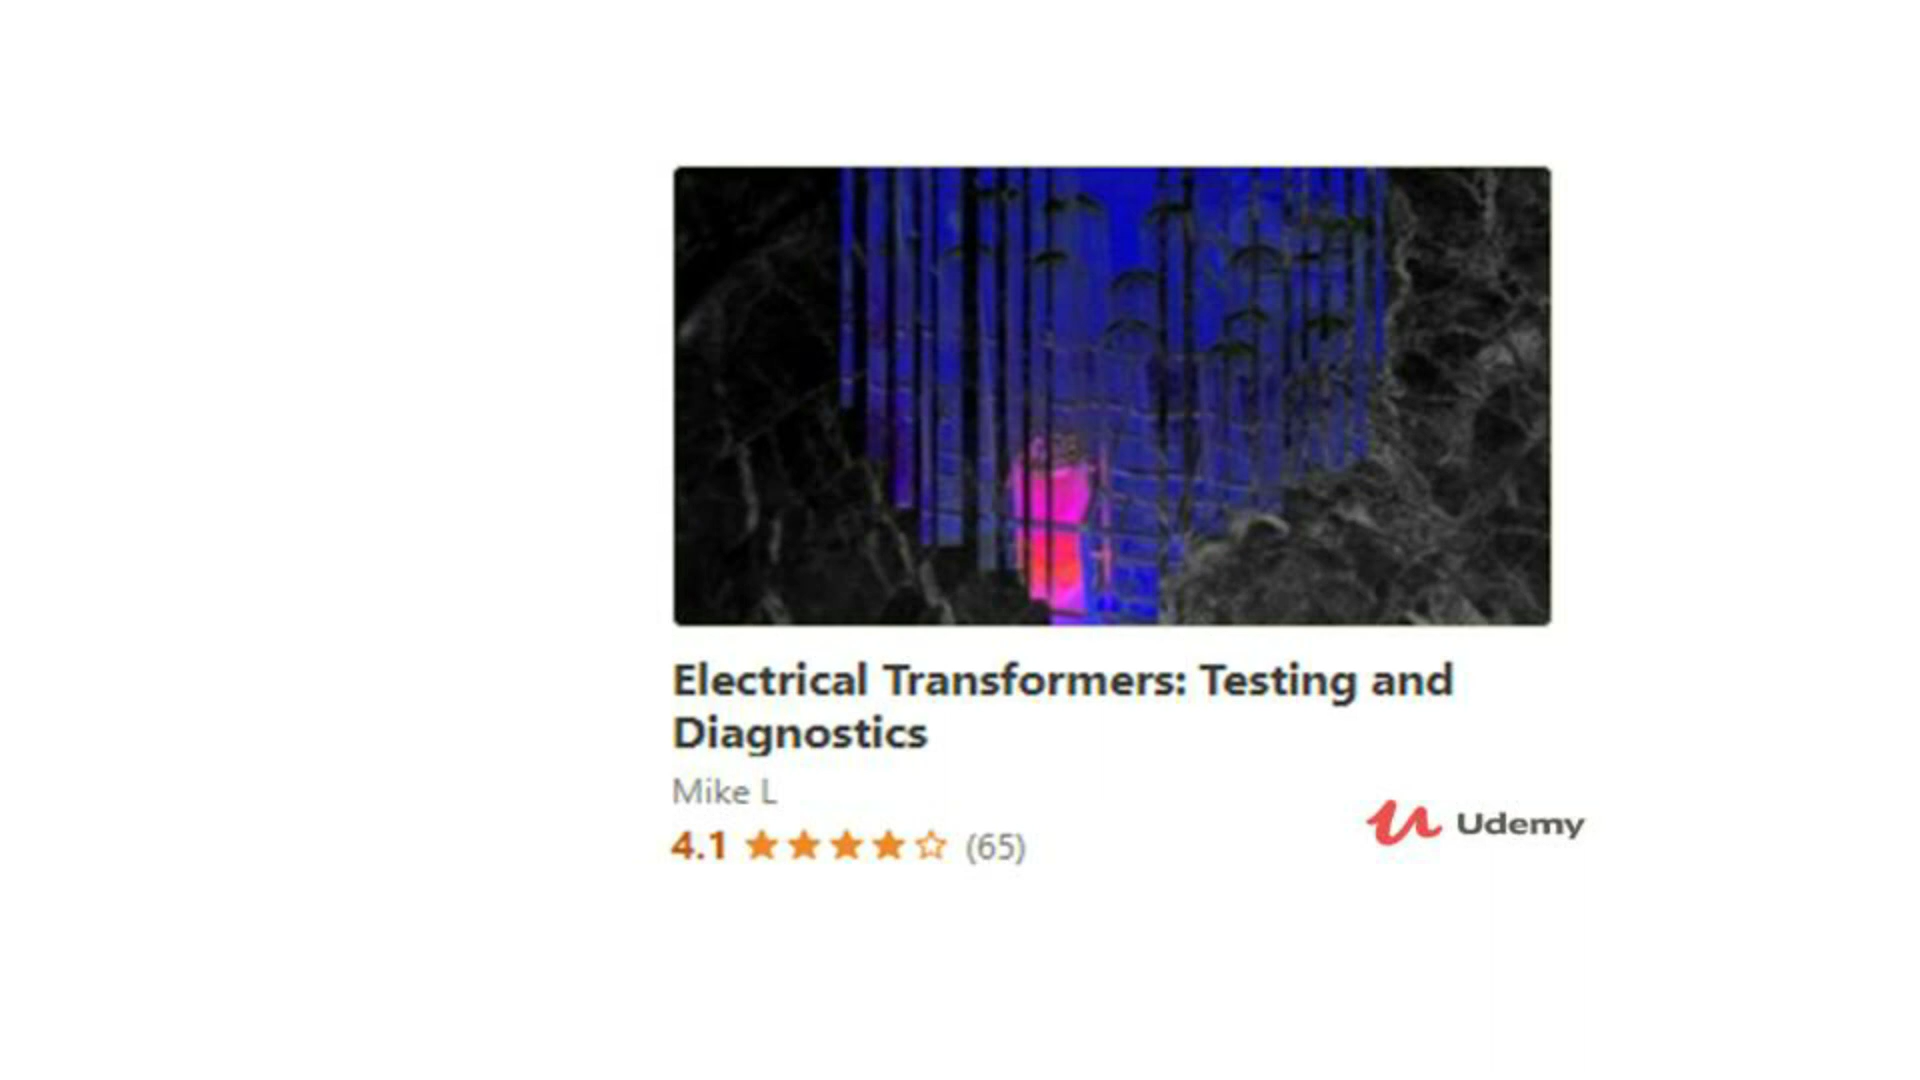 Electrical Transformers: Testing and
Diagnostics
Mike L
4.1 (65)
Udemy